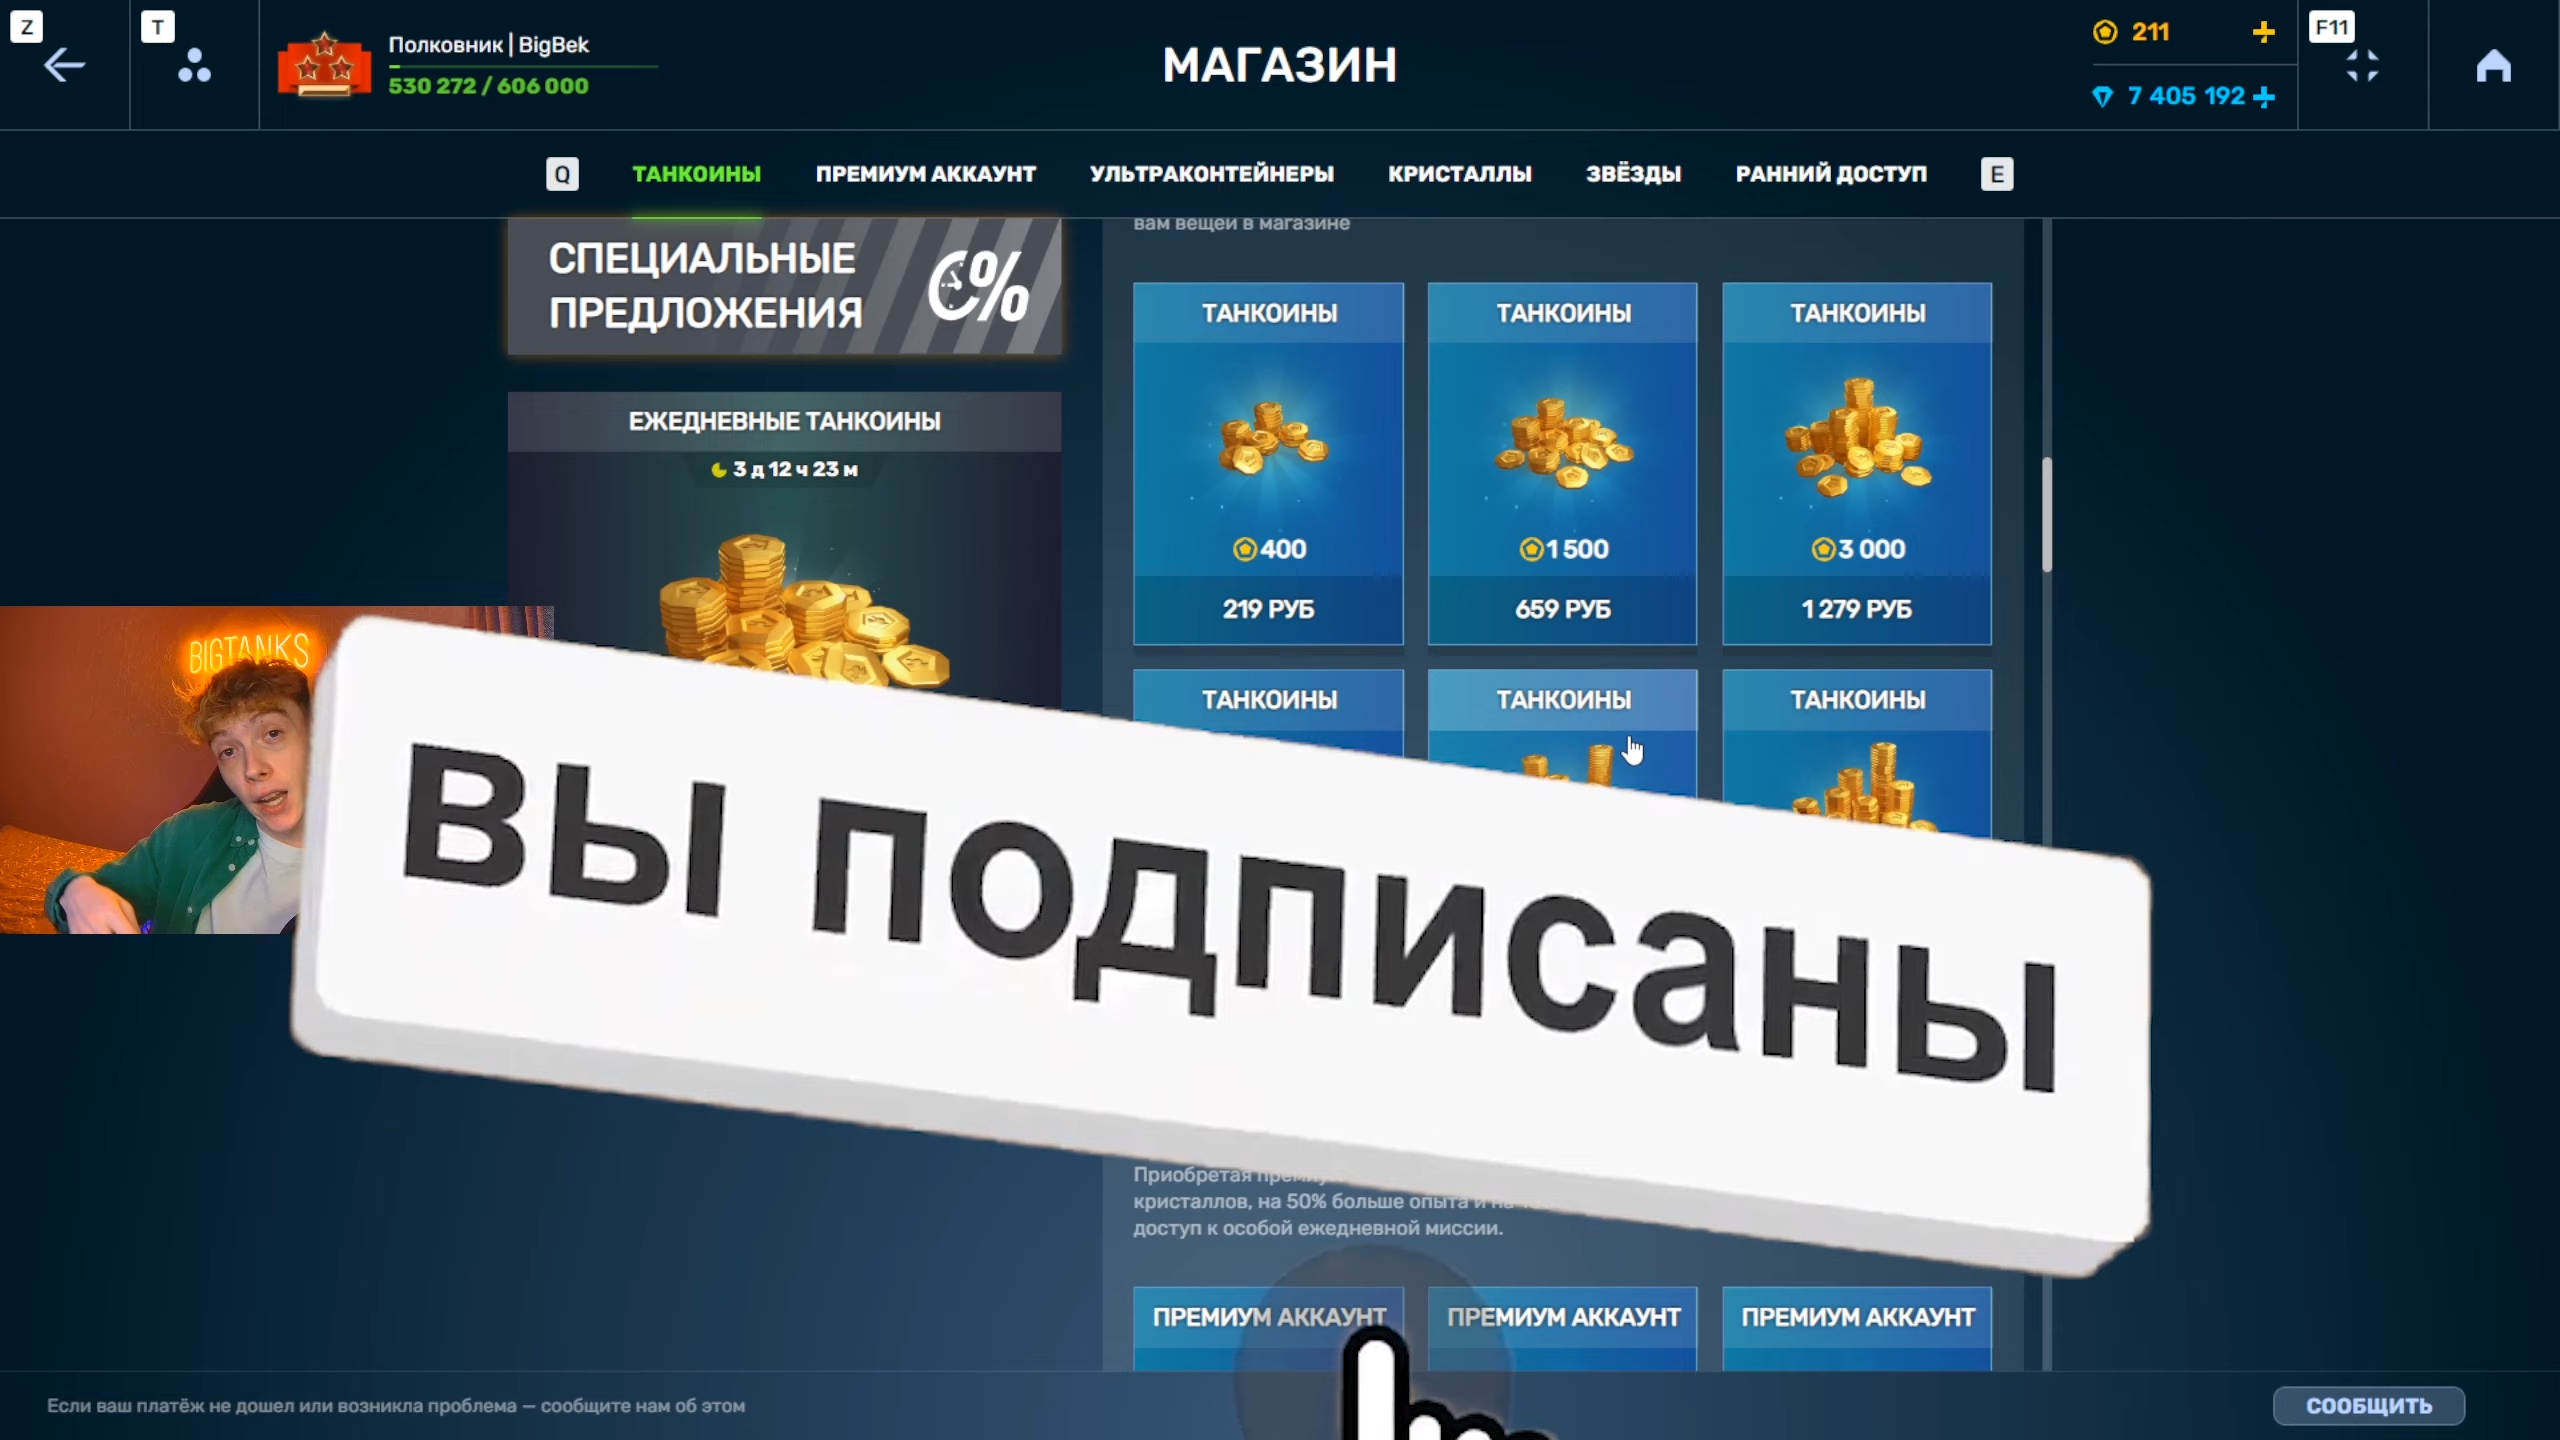 Z
T
Полковник | BigBek
530 272 / 606 000
МАГАЗИН
211
7 405 192
F11
Q
ТАНКОИНЫ
ПРЕМИУМ АККАУНТ
УЛЬТРАКОНТЕЙНЕРЫ
КРИСТАЛЛЫ
ЗВЁЗДЫ
РАННИЙ ДОСТУП
E
СПЕЦИАЛЬНЫЕ
ПРЕДЛОЖЕНИЯ
%
ЕЖЕДНЕВНЫЕ ТАНКОИНЫ
3 д 12 ч 23 м
вам вещей в магазине
ТАНКОИНЫ
400
219 РУБ
ТАНКОИНЫ
1 500
659 РУБ
ТАНКОИНЫ
3 000
1 279 РУБ
ТАНКОИНЫ
ТАНКОИНЫ
ТАНКОИНЫ
BIGTANKS
вы подписаны
Приобретая
кристаллов, на 50% больше опыта и
доступ к особой ежедневной миссии.
ПРЕМИУМ АККАУНТ
ПРЕМИУМ АККАУНТ
ПРЕМИУМ АККАУНТ
Если ваш платёж не дошел или возникла проблема — сообщите нам об этом
СООБЩИТЬ